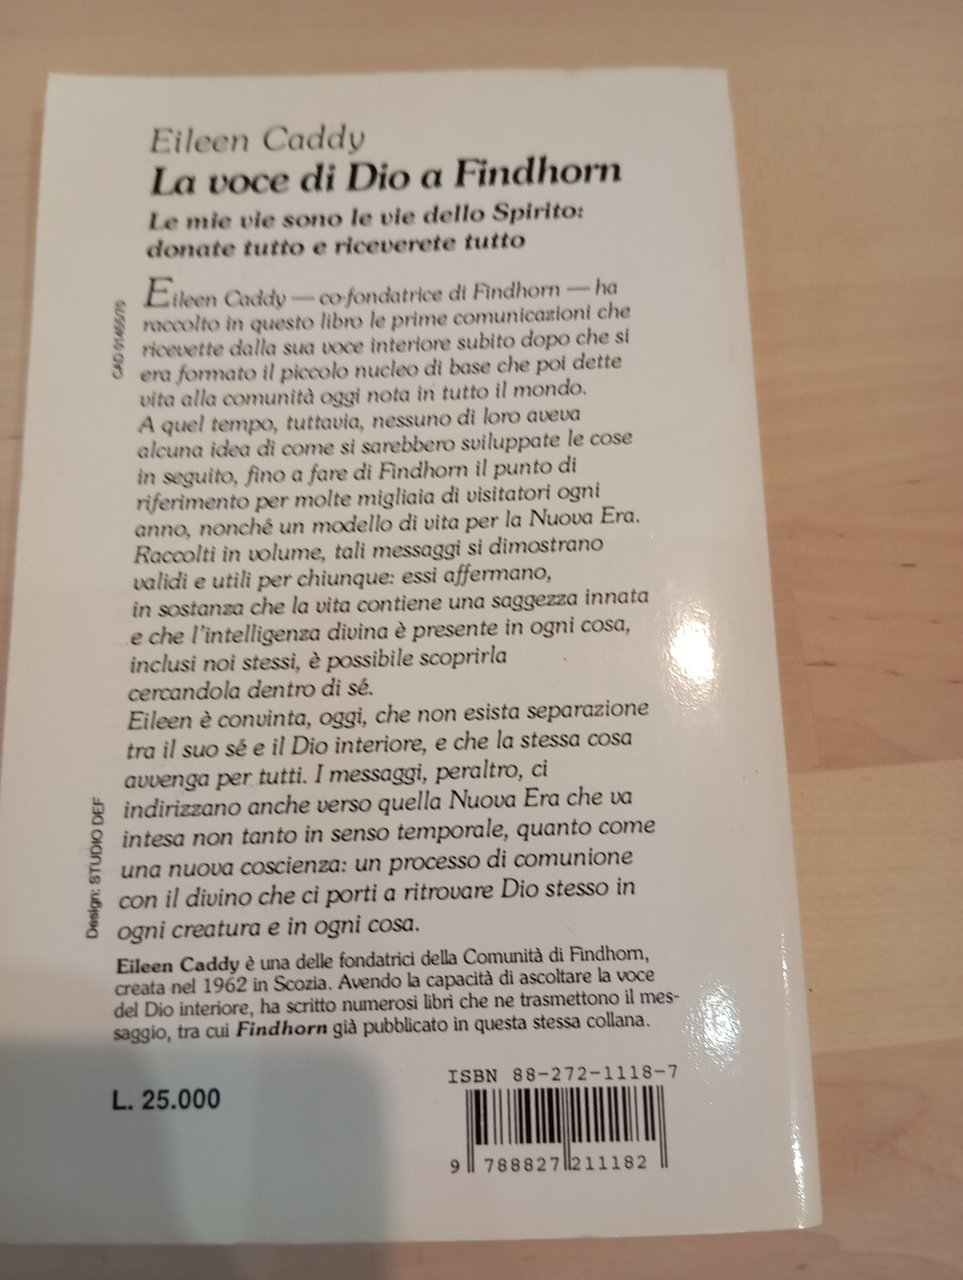 Eileen Caddy
La voce di Dio a Findhorn
Le mie vie sono le vie dello Spirito:
donate tutto e riceverete tutto
Eileen Caddy — co-fondatrice di Findhorn — ha
raccolto in questo libro le prime comunicazioni che
ricevette dalla sua voce interiore subito dopo che si
era formato il piccolo nucleo di base che poi dette
vita alla comunità oggi nota in tutto il mondo.
A quel tempo, tuttavia, nessuno di loro aveva
alcuna idea di come si sarebbero sviluppate le cose
in seguito, fino a fare di Findhorn il punto di
riferimento per molte migliaia di visitatori ogni
anno, nonché un modello di vita per la Nuova Era.
Raccolti in volume, tali messaggi si dimostrano
validi e utili per chiunque: essi affermano,
in sostanza che la vita contiene una saggezza innata
e che l'intelligenza divina è presente in ogni cosa,
inclusi noi stessi, è possibile scoprirla
cercandola dentro di sé.
Eileen è convinta, oggi, che non esista separazione
tra il suo sé e il Dio interiore, e che la stessa cosa
avvenga per tutti. I messaggi, peraltro, ci
indirizzano anche verso quella Nuova Era che va
intesa non tanto in senso temporale, quanto come
una nuova coscienza: un processo di comunione
con il divino che ci porti a ritrovare Dio stesso in
ogni creatura e in ogni cosa.
Design: STUDIO DEF
Eileen Caddy è una delle fondatrici della Comunità di Findhorn,
creata nel 1962 in Scozia. Avendo la capacità di ascoltare la voce
del Dio interiore, ha scritto numerosi libri che ne trasmettono il mes-
saggio, tra cui Findhorn già pubblicato in questa stessa collana.
L. 25.000
ISBN 88-272-1118-7
9 788827 211182